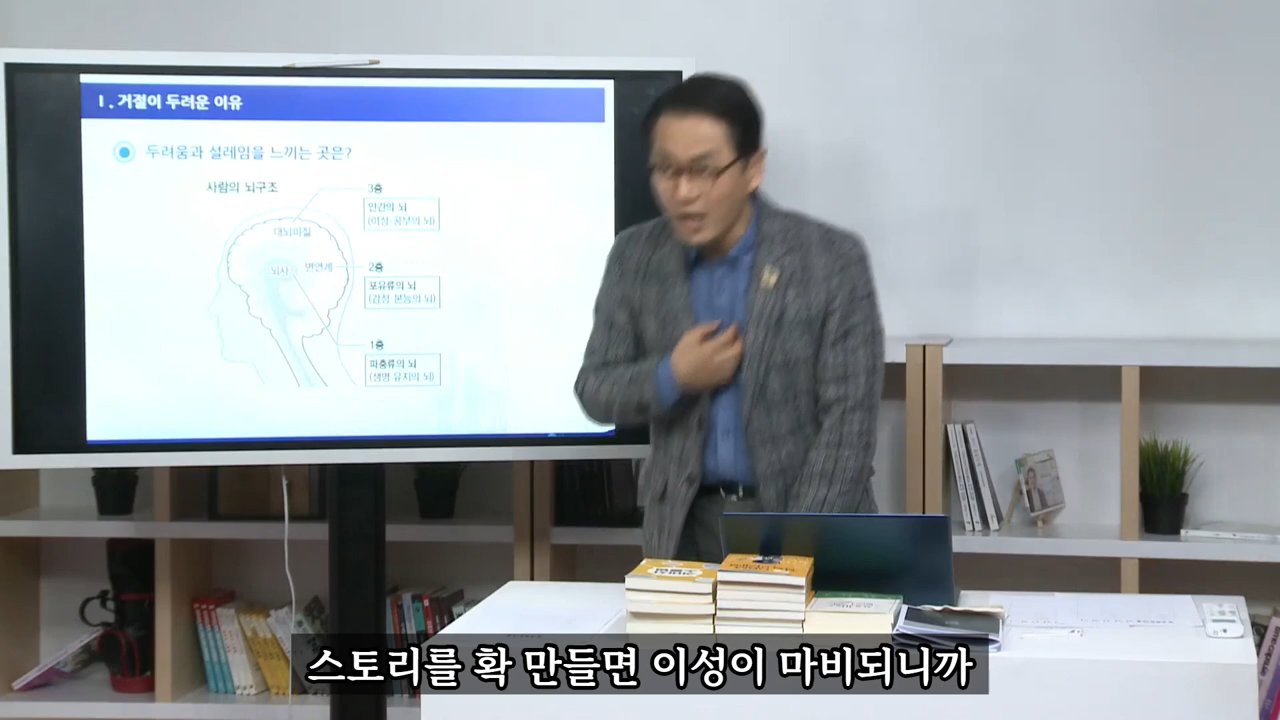 Ⅰ. 거절이 두려운 이유
두려움과 설레임을 느끼는 곳은?
사람의 뇌구조
3층
인간의 뇌
(이성·공부의 뇌)
대뇌피질
뇌사
변연계
2층
포유류의 뇌
(감정·본능의 뇌)
1층
파충류의 뇌
(생명 유지의 뇌)
스토리를 확 만들면 이성이 마비되니까